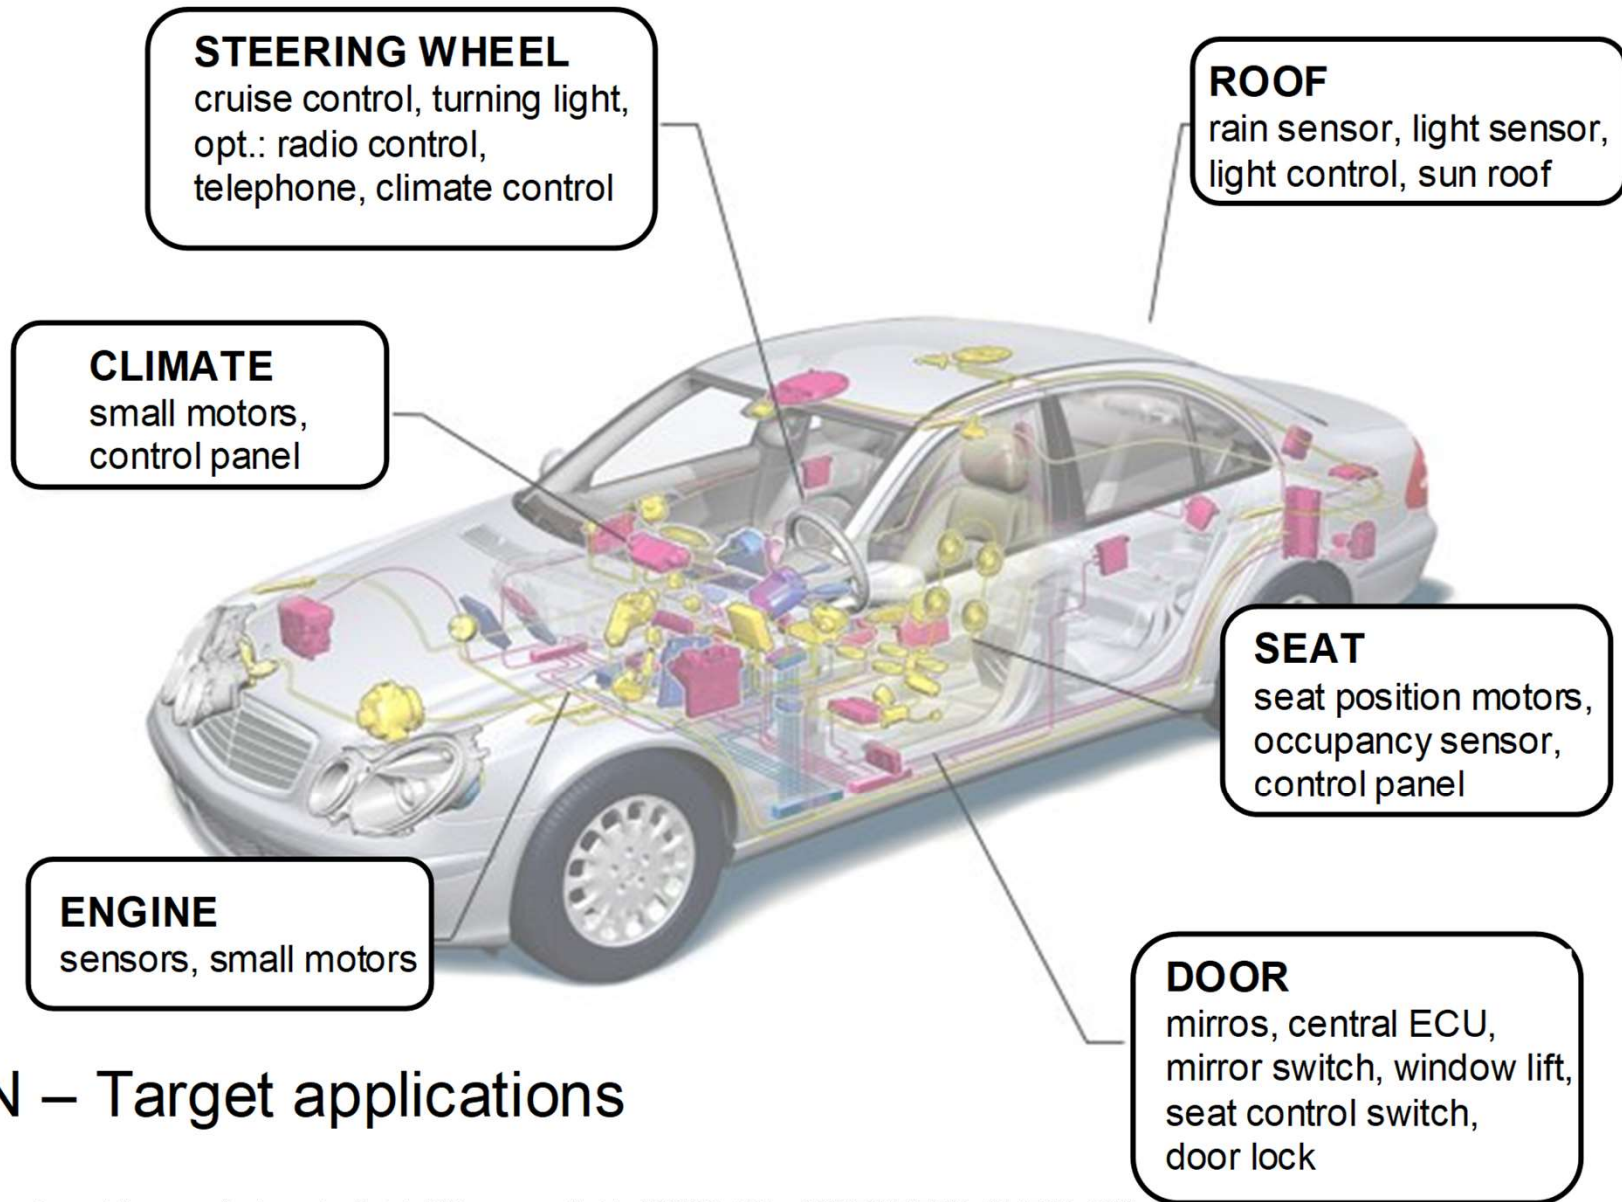 STEERING WHEEL
cruise control, turning light,
opt.: radio control,
telephone, climate control
ROOF
rain sensor, light sensor,
light control, sun roof
CLIMATE
small motors,
control panel
SEAT
seat position motors,
occupancy sensor,
control panel
ENGINE
sensors, small motors
DOOR
mirros, central ECU,
mirror switch, window lift,
seat control switch,
door lock
N – Target applications